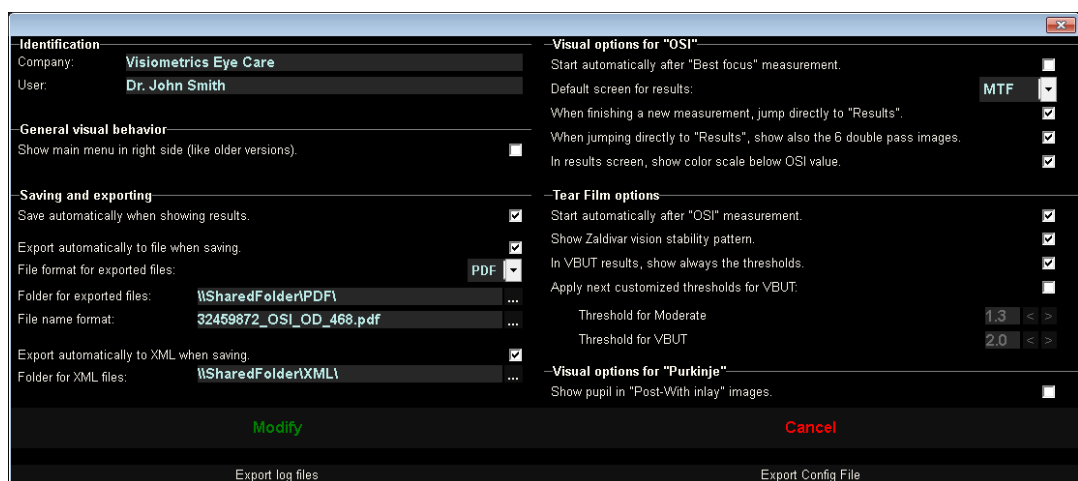 Identification
Company: Visiometrics Eye Care
User: Dr. John Smith
General visual behavior
Show main menu in right side (like older versions).
Saving and exporting
Save automatically when showing results.
Export automatically to file when saving.
File format for exported files: PDF
Folder for exported files: \\SharedFolder\PDF\ ...
File name format: 32459872_OSI_OD_468.pdf ...
Export automatically to XML when saving.
Folder for XML files: \\SharedFolder\XML\ ...
Visual options for "OSI"
Start automatically after "Best focus" measurement.
Default screen for results: MTF
When finishing a new measurement, jump directly to "Results".
When jumping directly to "Results", show also the 6 double pass images.
In results screen, show color scale below OSI value.
Tear Film options
Start automatically after "OSI" measurement.
Show Zaldivar vision stability pattern.
In VBUT results, show always the thresholds.
Apply next customized thresholds for VBUT:
Threshold for Moderate 1.3 < >
Threshold for VBUT 2.0 < >
Visual options for "Purkinje"
Show pupil in "Post-With inlay" images.
Modify
Cancel
Export log files
Export Config File